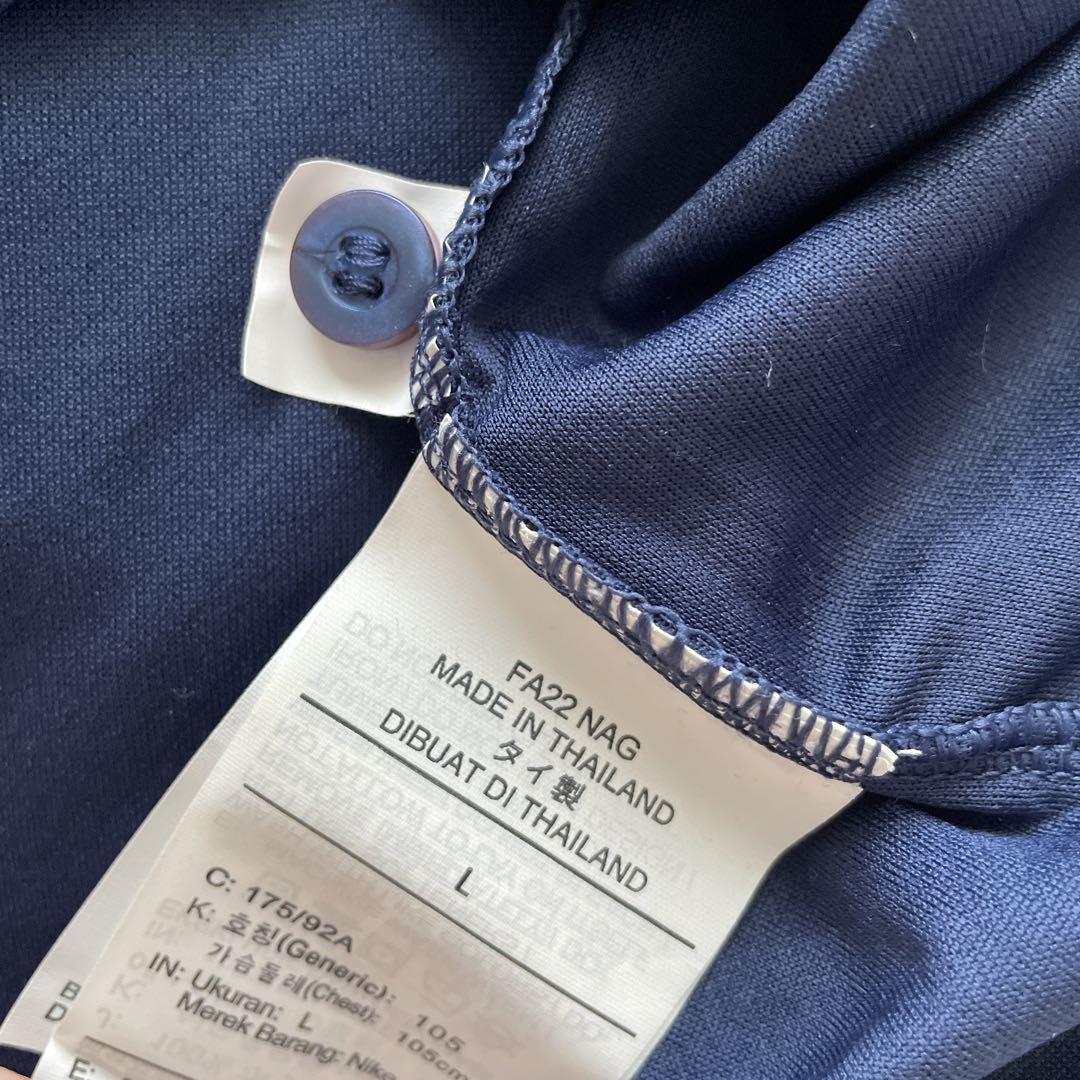 FA22 NAG
MADE IN THAILAND
タイ製
DIBUAT DI THAILAND
L
C: 175/92A
K: 호칭(Generic): 105
가슴둘레(Chest): 105cm
IN: Ukuran: L
Merek Barang: Nike
B
D
E: